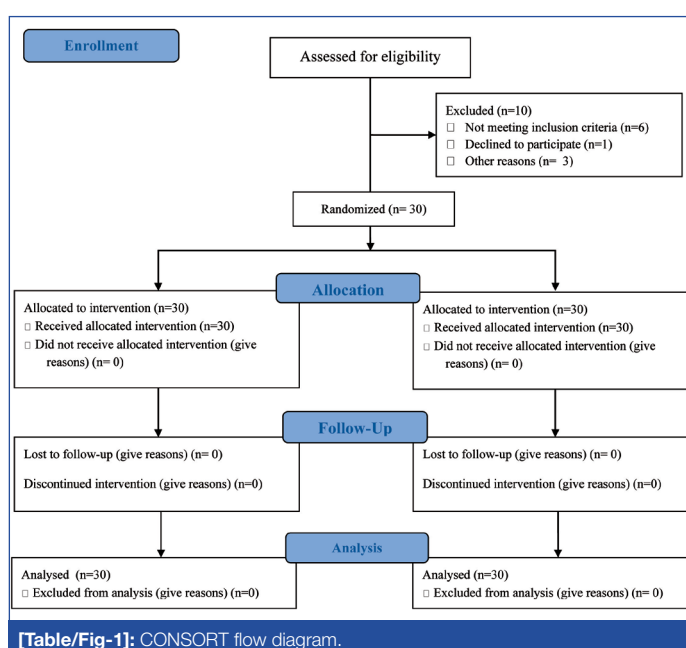 Enrollment
Assessed for eligibility
Excluded (n=10)
□ Not meeting inclusion criteria (n=6)
□ Declined to participate (n=1)
□ Other reasons (n= 3)
Randomized (n= 30)
Allocation
Allocated to intervention (n=30)
□ Received allocated intervention (n=30)
□ Did not receive allocated intervention (give
reasons) (n= 0)
Allocated to intervention (n=30)
□ Received allocated intervention (n=30)
□ Did not receive allocated intervention (give
reasons) (n= 0)
Follow-Up
Lost to follow-up (give reasons) (n= 0)
Discontinued intervention (give reasons) (n=0)
Lost to follow-up (give reasons) (n= 0)
Discontinued intervention (give reasons) (n=0)
Analysis
Analysed (n=30)
□ Excluded from analysis (give reasons) (n=0)
Analysed (n=30)
□ Excluded from analysis (give reasons) (n= 0)
[Table/Fig-1]: CONSORT flow diagram.